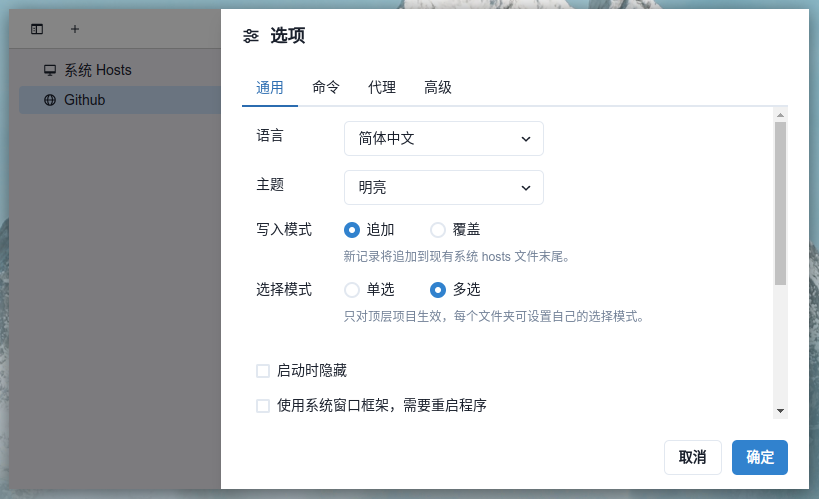 选项
系统 Hosts
Github
通用 命令 代理 高级
语言 简体中文
主题 明亮
写入模式 追加 覆盖
新记录将追加到现有系统 hosts 文件末尾。
选择模式 单选 多选
只对顶层项目生效，每个文件夹可设置自己的选择模式。
启动时隐藏
使用系统窗口框架，需要重启程序
取消 确定